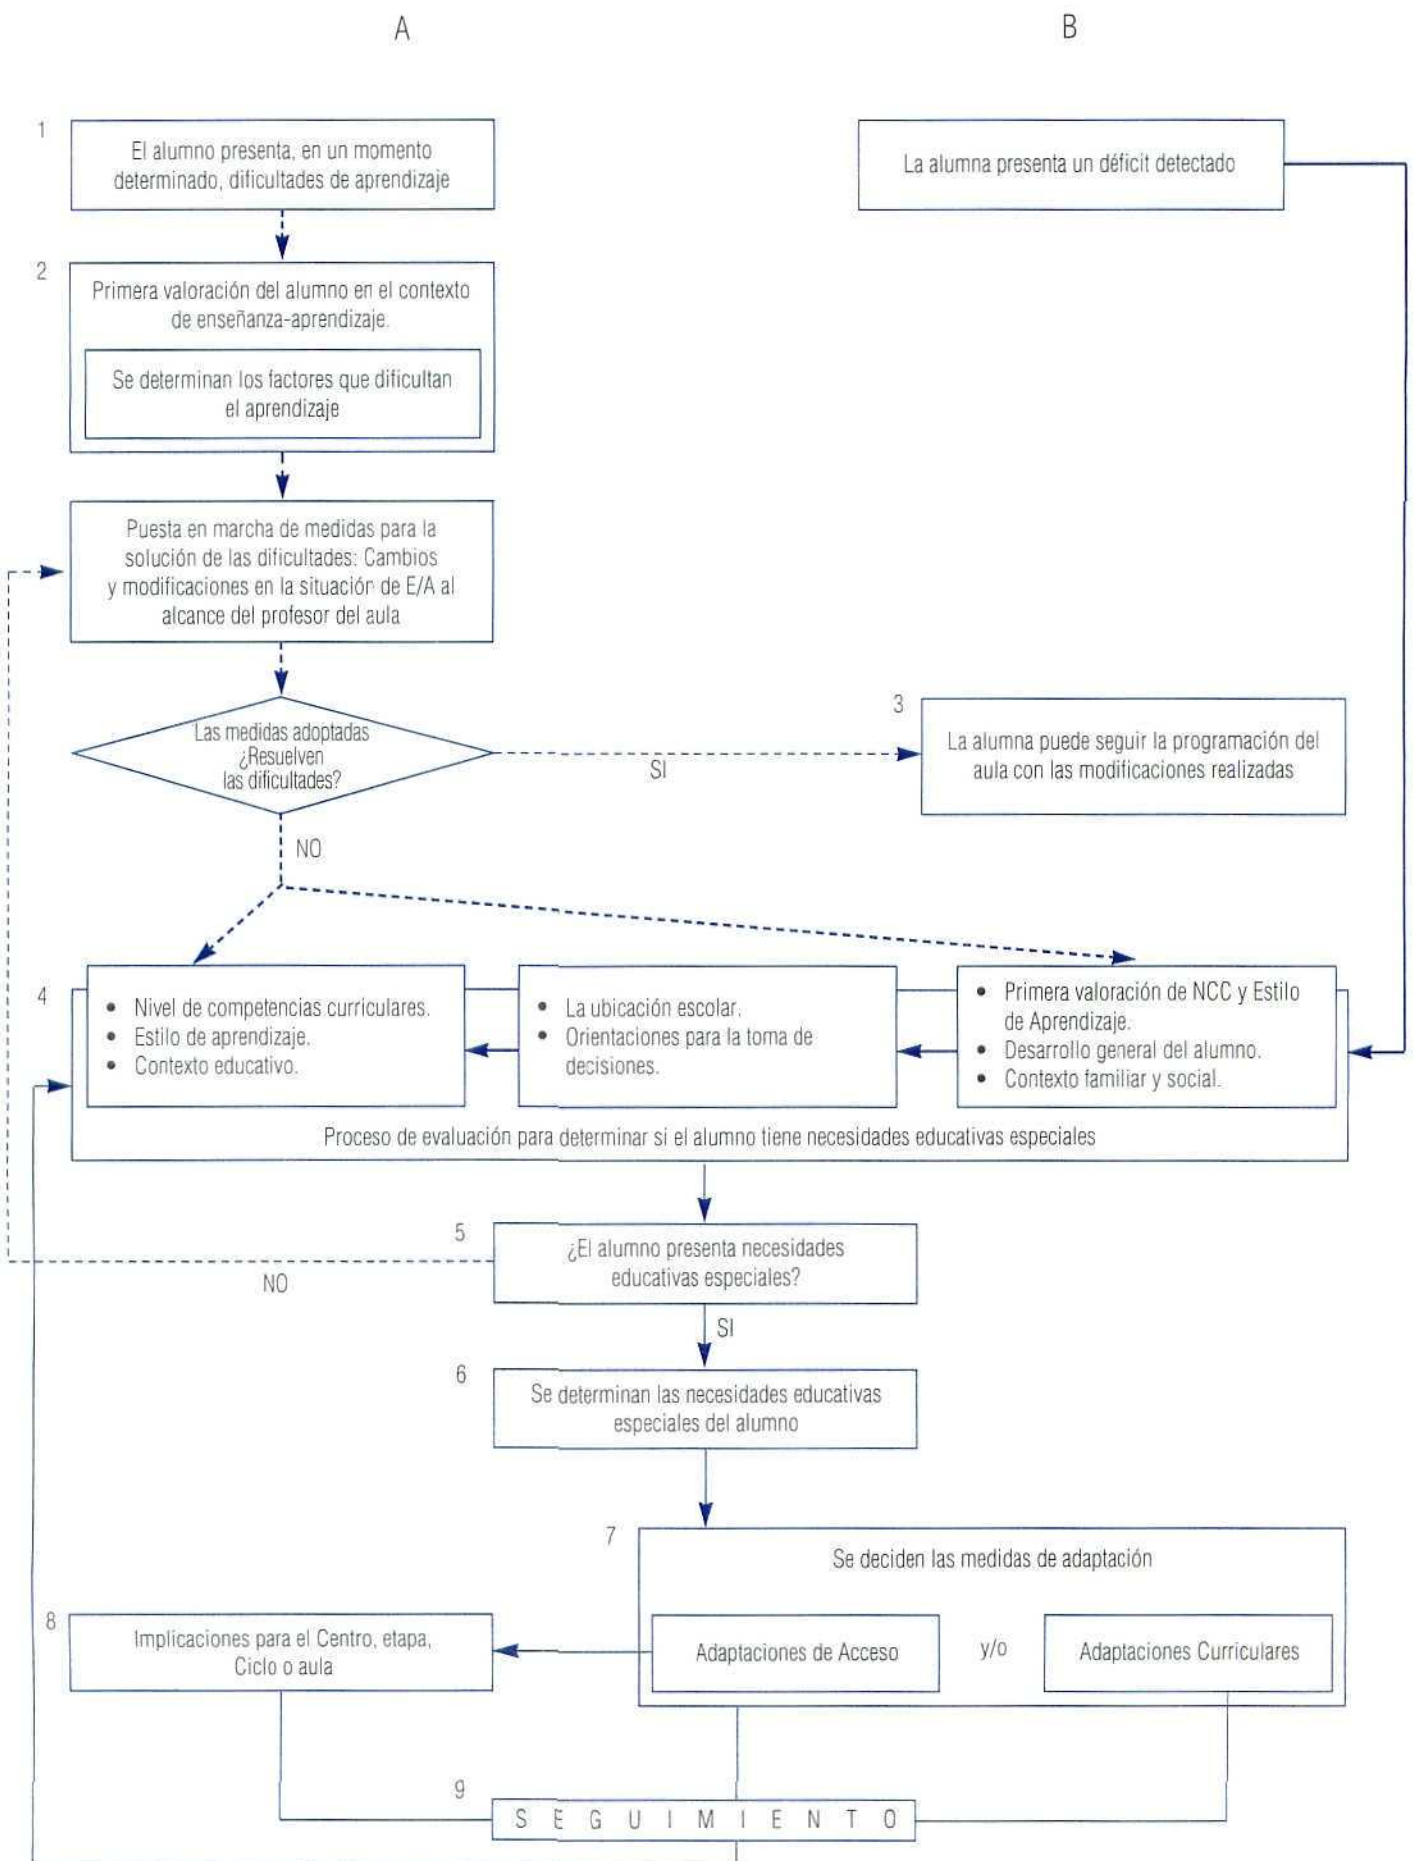 A
B
1
El alumno presenta, en un momento
determinado, dificultades de aprendizaje
La alumna presenta un déficit detectado
2
Primera valoración del alumno en el contexto
de enseñanza-aprendizaje.
Se determinan los factores que dificultan
el aprendizaje
Puesta en marcha de medidas para la
solución de las dificultades: Cambios
y modificaciones en la situación de E/A al
alcance del profesor del aula
Las medidas adoptadas
¿Resuelven
las dificultades?
SI
3
La alumna puede seguir la programación del
aula con las modificaciones realizadas
NO
4
• Nivel de competencias curriculares.
• Estilo de aprendizaje.
• Contexto educativo.
• La ubicación escolar.
• Orientaciones para la toma de
decisiones.
• Primera valoración de NCC y Estilo
de Aprendizaje.
• Desarrollo general del alumno.
• Contexto familiar y social.
Proceso de evaluación para determinar si el alumno tiene necesidades educativas especiales
5
¿El alumno presenta necesidades
educativas especiales?
NO
SI
6
Se determinan las necesidades educativas
especiales del alumno
7
Se deciden las medidas de adaptación
Adaptaciones de Acceso
y/o
Adaptaciones Curriculares
8
Implicaciones para el Centro, etapa,
Ciclo o aula
9
S E G U I M I E N T O